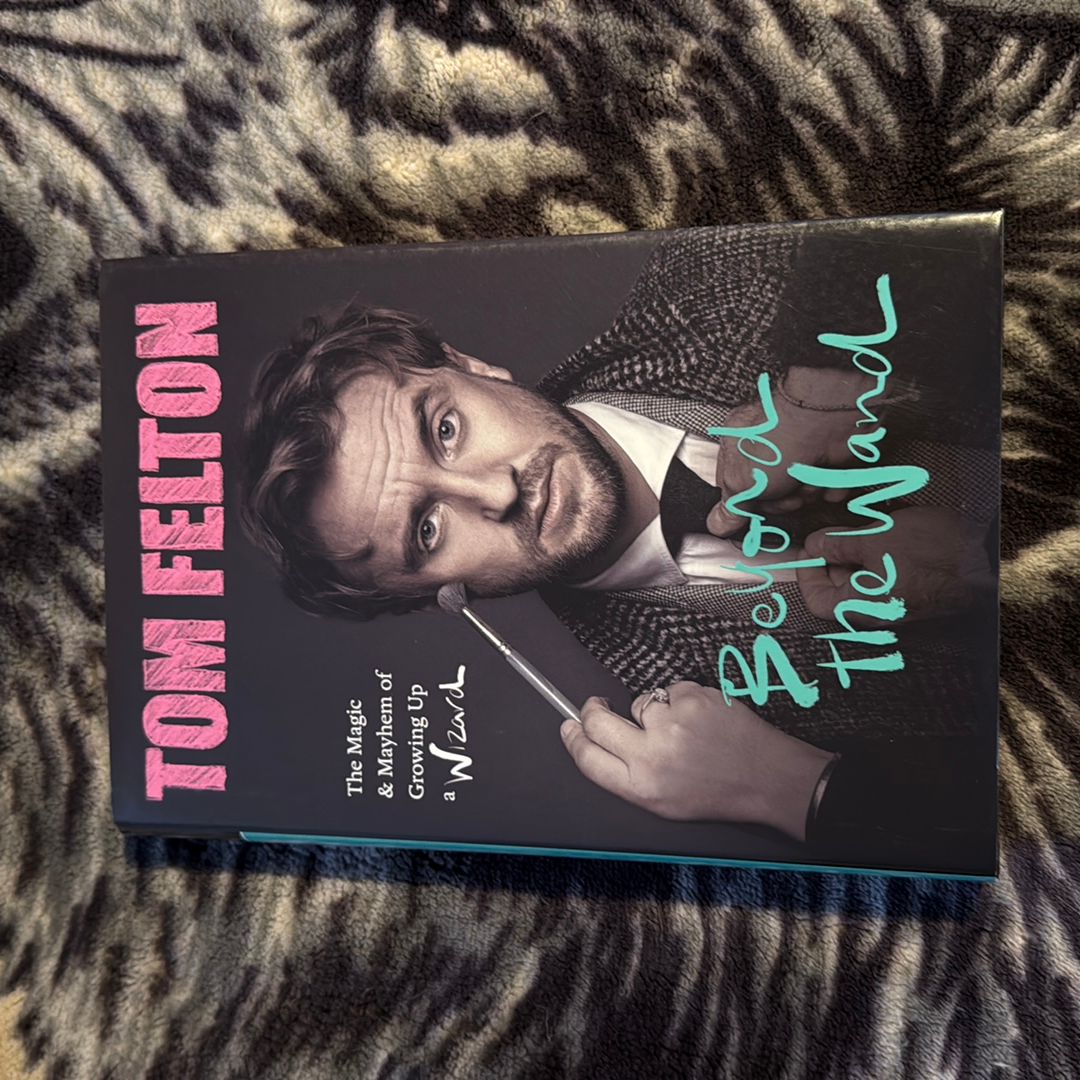 TOM FELTON
The Magic
& Mayhem of
Growing Up
a Wizard
Beyond
the Wand